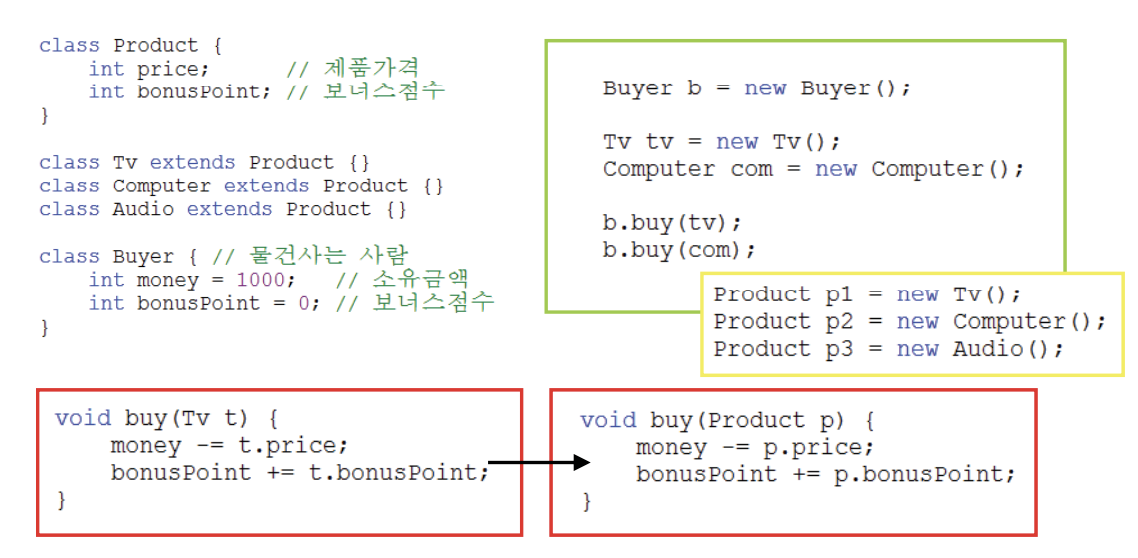 class Product {
    int price;      // 제품가격
    int bonusPoint; // 보너스점수
}
class Tv extends Product {}
class Computer extends Product {}
class Audio extends Product {}
class Buyer { // 물건사는 사람
    int money = 1000;   // 소유금액
    int bonusPoint = 0; // 보너스점수
}
Buyer b = new Buyer();
Tv tv = new Tv();
Computer com = new Computer();
b.buy(tv);
b.buy(com);
Product p1 = new Tv();
Product p2 = new Computer();
Product p3 = new Audio();
void buy(Tv t) {
    money -= t.price;
    bonusPoint += t.bonusPoint;
}
void buy(Product p) {
    money -= p.price;
    bonusPoint += p.bonusPoint;
}